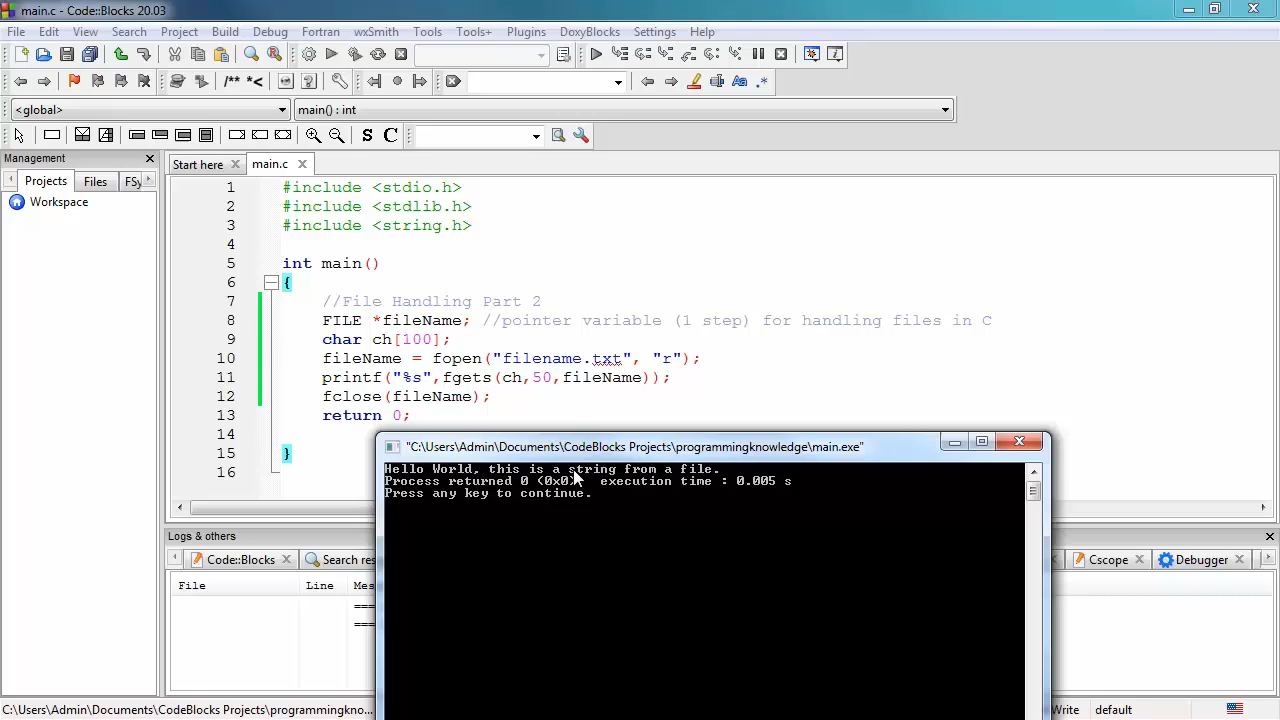 main.c - Code::Blocks 20.03
File Edit View Search Project Build Debug Fortran wxSmith Tools Tools+ Plugins DoxyBlocks Settings Help
/** *<
Aa .*
<global> main() : int
S C
Management
Projects Files FSy
Workspace
Start here main.c
1 #include <stdio.h>
2 #include <stdlib.h>
3 #include <string.h>
4
5 int main()
6 {
7 //File Handling Part 2
8 FILE *fileName; //pointer variable (1 step) for handling files in C
9 char ch[100];
10 fileName = fopen("filename.txt", "r");
11 printf("%s",fgets(ch,50,fileName));
12 fclose(fileName);
13 return 0;
14
15 }
16
"C:\Users\Admin\Documents\CodeBlocks Projects\programmingknowledge\main.exe"
Hello World, this is a string from a file.
Process returned 0 (0x0) execution time : 0.005 s
Press any key to continue.
Logs & others
Code::Blocks Search res Cscope Debugger
File Line Mes
===
===
C:\Users\Admin\Documents\CodeBlocks Projects\programmingkno... Write default